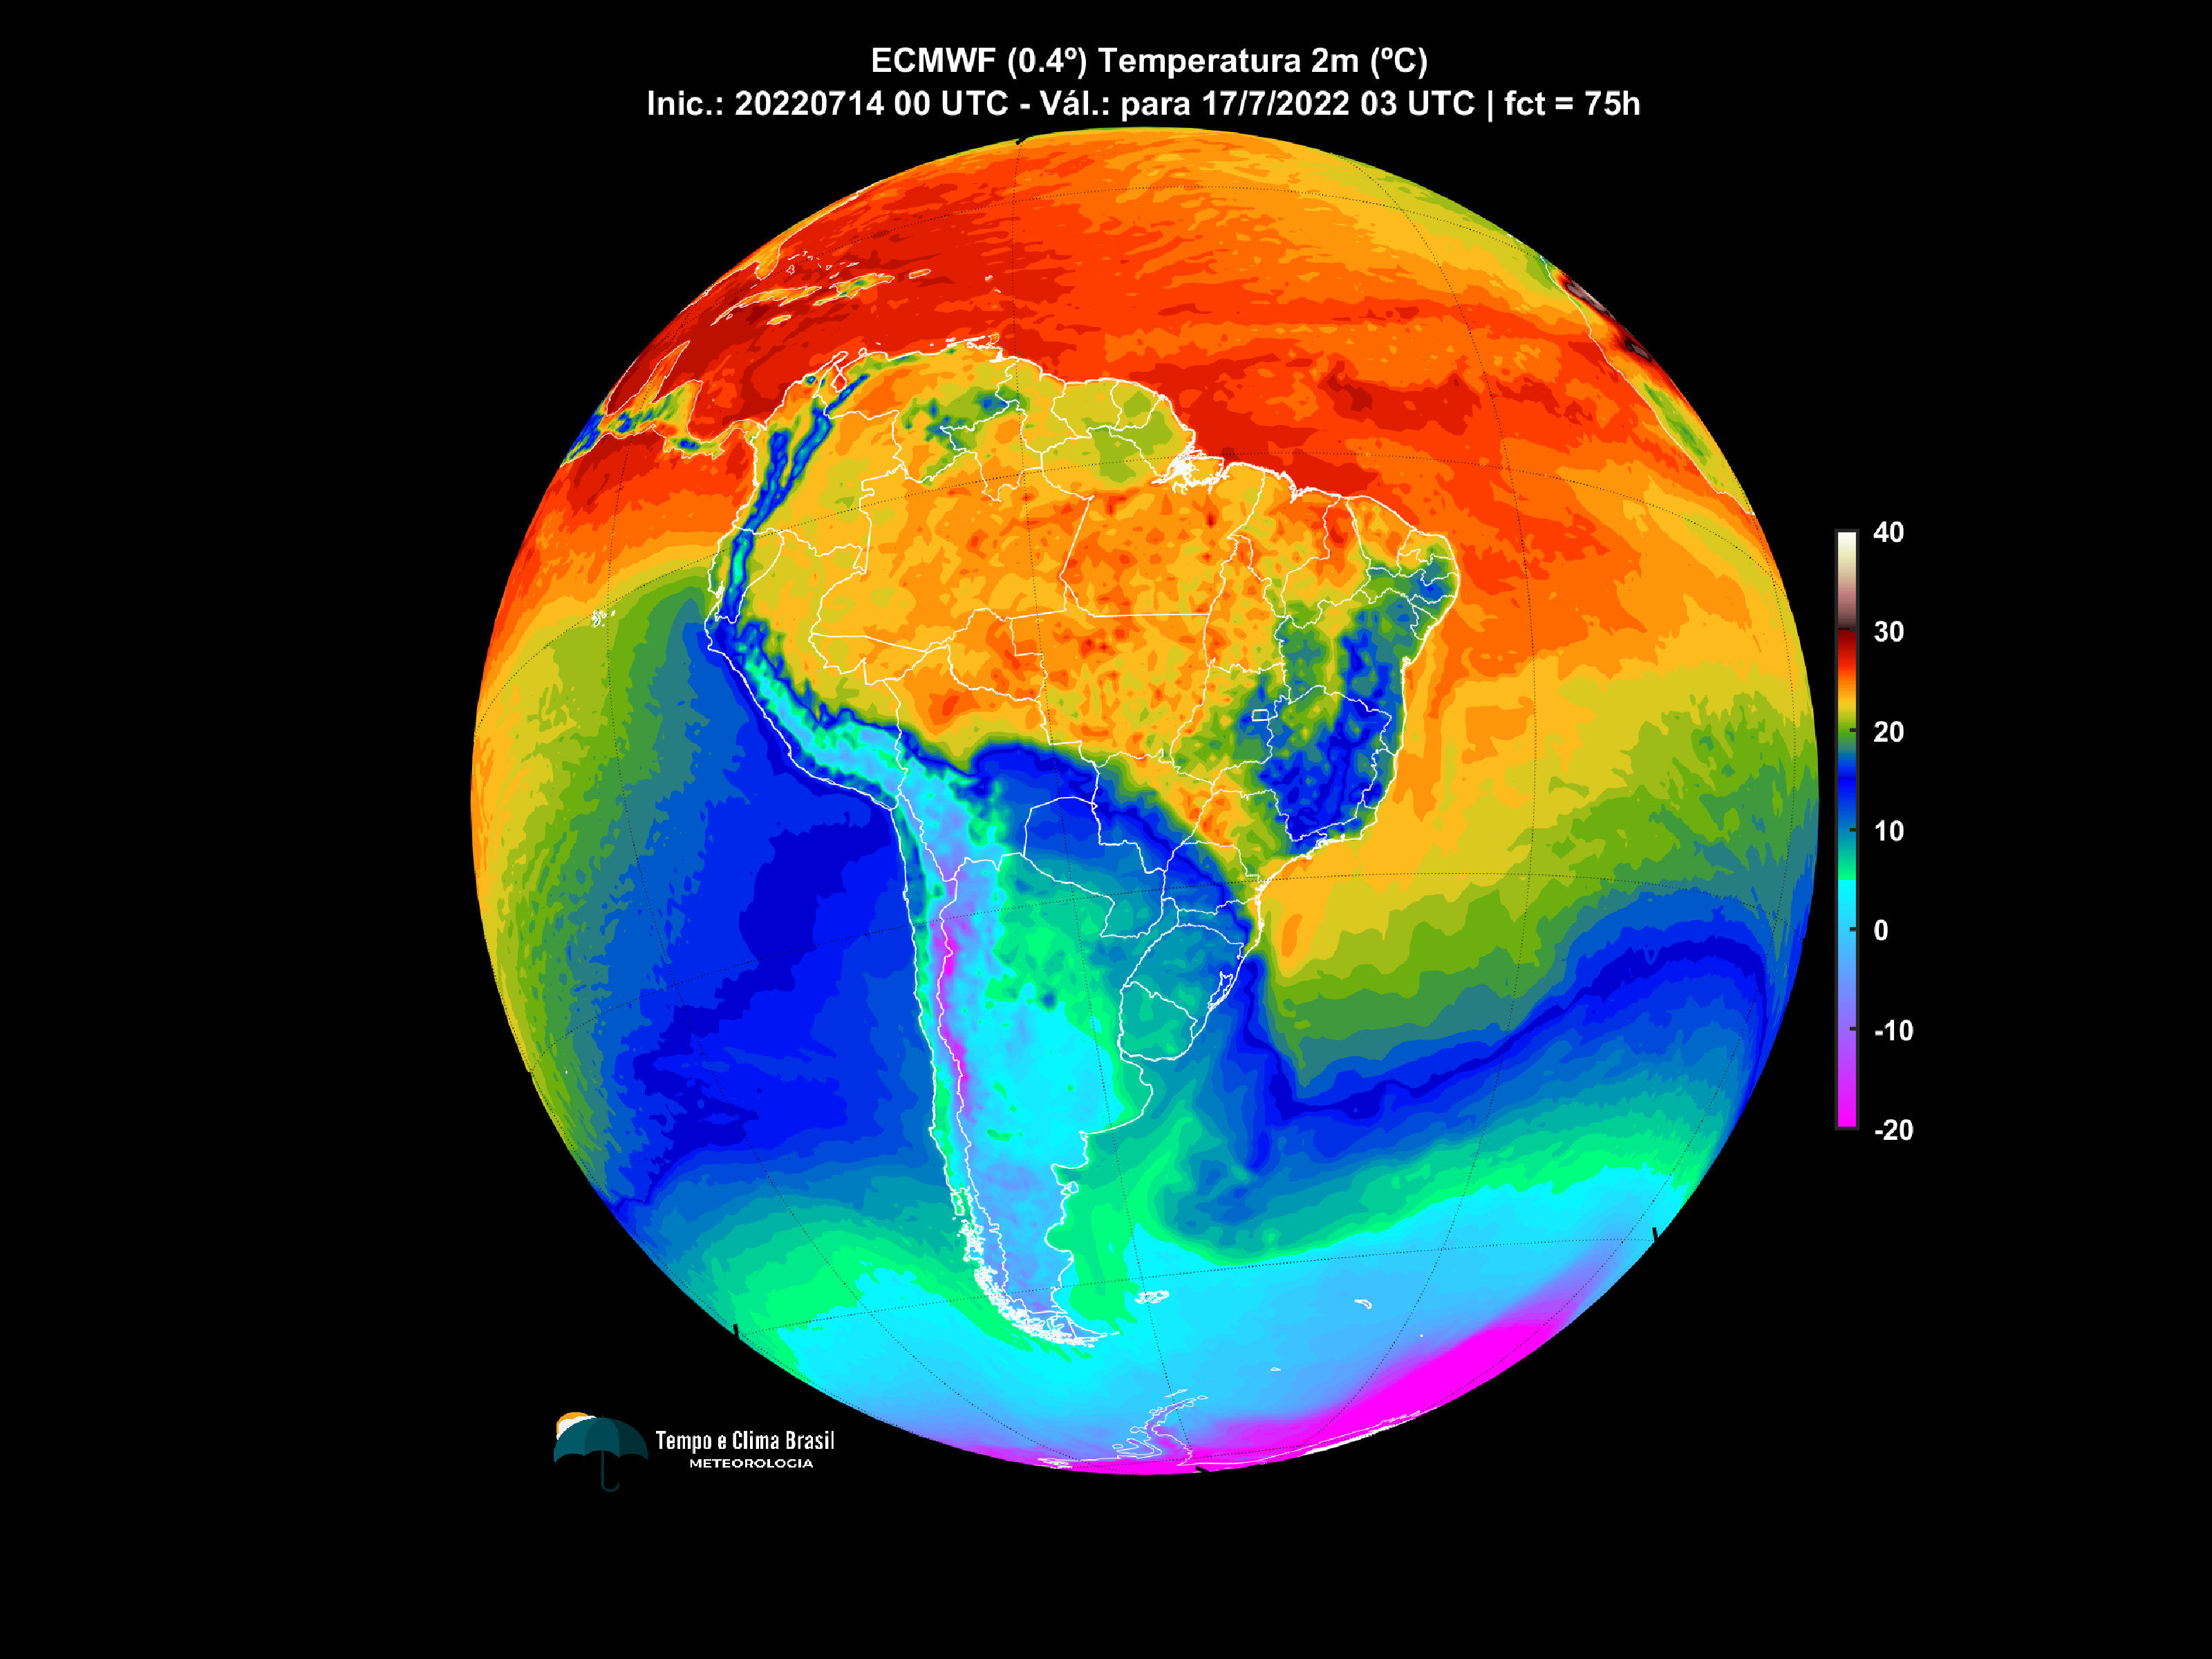 ECMWF (0.4º) Temperatura 2m (ºC)
Inic.: 20220714 00 UTC - Vál.: para 17/7/2022 03 UTC | fct = 75h
40
30
20
10
0
-10
-20
Tempo e Clima Brasil
METEOROLOGIA